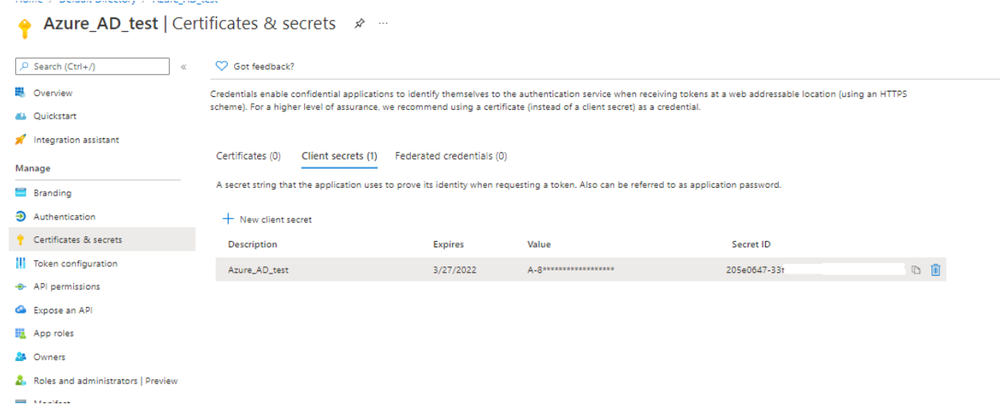 Home > Default Directory > Azure_AD_test
Azure_AD_test | Certificates & secrets ...
Search (Ctrl+/) «
Got feedback?
Overview
Quickstart
Integration assistant
Manage
Branding
Authentication
Certificates & secrets
Token configuration
API permissions
Expose an API
App roles
Owners
Roles and administrators | Preview
Manifest
Credentials enable confidential applications to identify themselves to the authentication service when receiving tokens at a web addressable location (using an HTTPS
scheme). For a higher level of assurance, we recommend using a certificate (instead of a client secret) as a credential.
Certificates (0) Client secrets (1) Federated credentials (0)
A secret string that the application uses to prove its identity when requesting a token. Also can be referred to as application password.
New client secret
Description Expires Value Secret ID
Azure_AD_test 3/27/2022 A-8****************** 205e0647-33